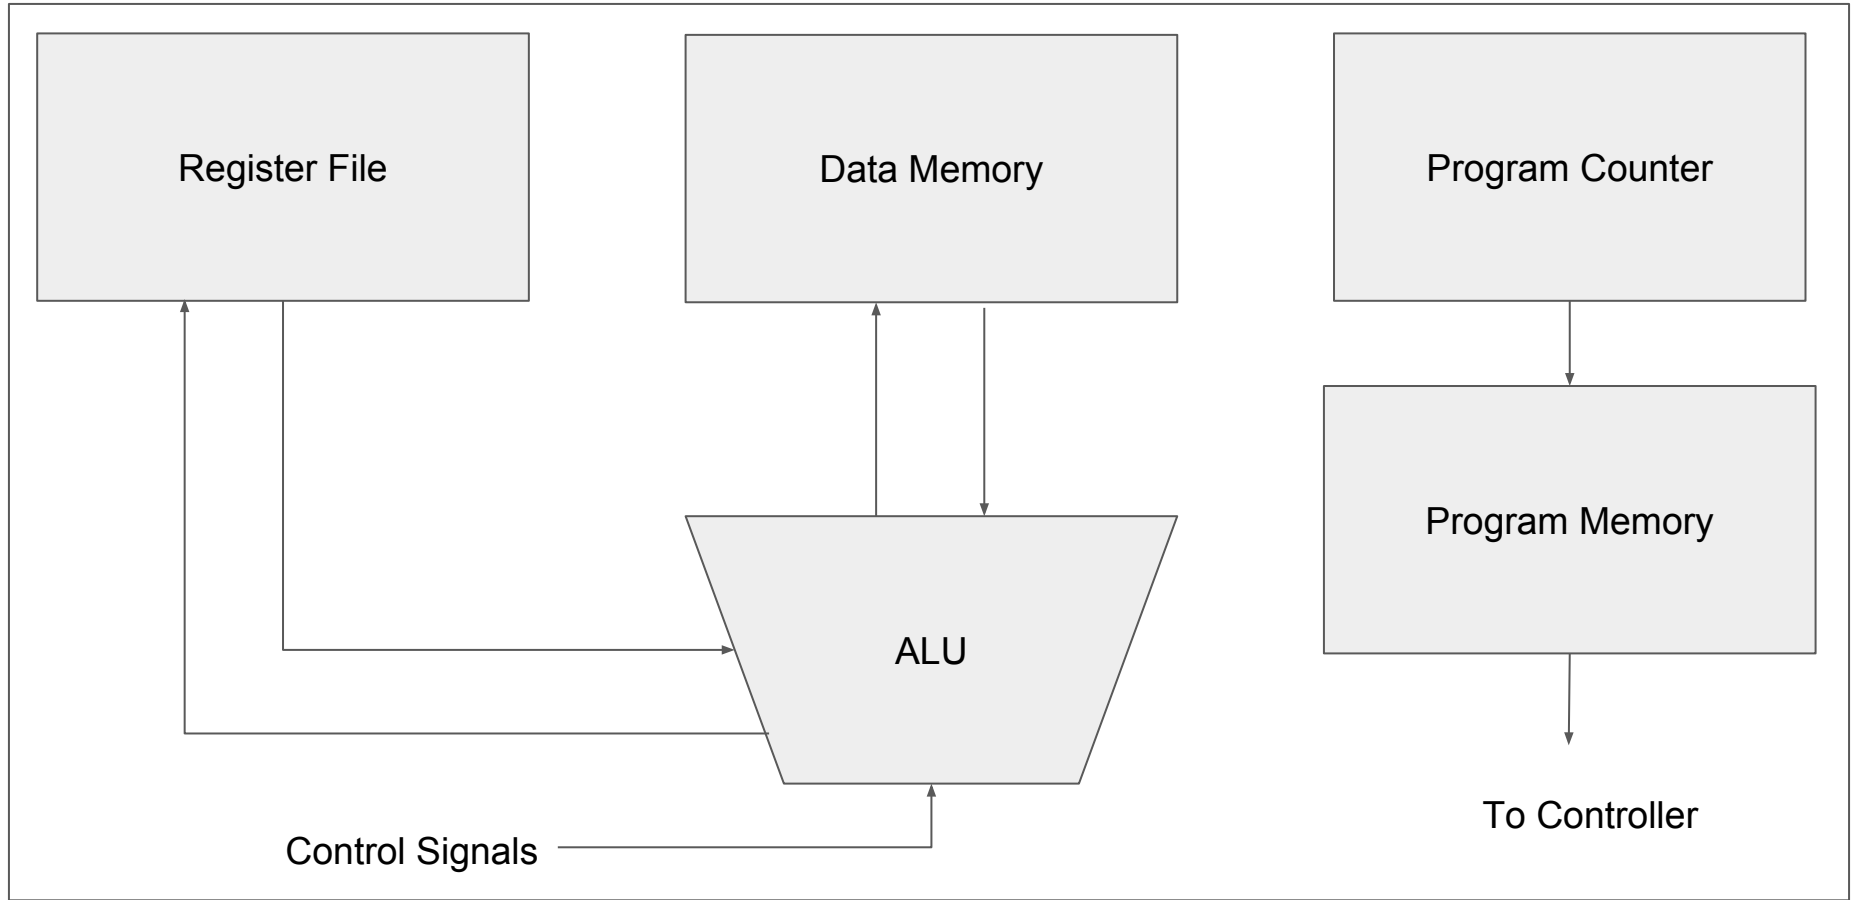 Register File
Data Memory
Program Counter
Program Memory
ALU
To Controller
Control Signals